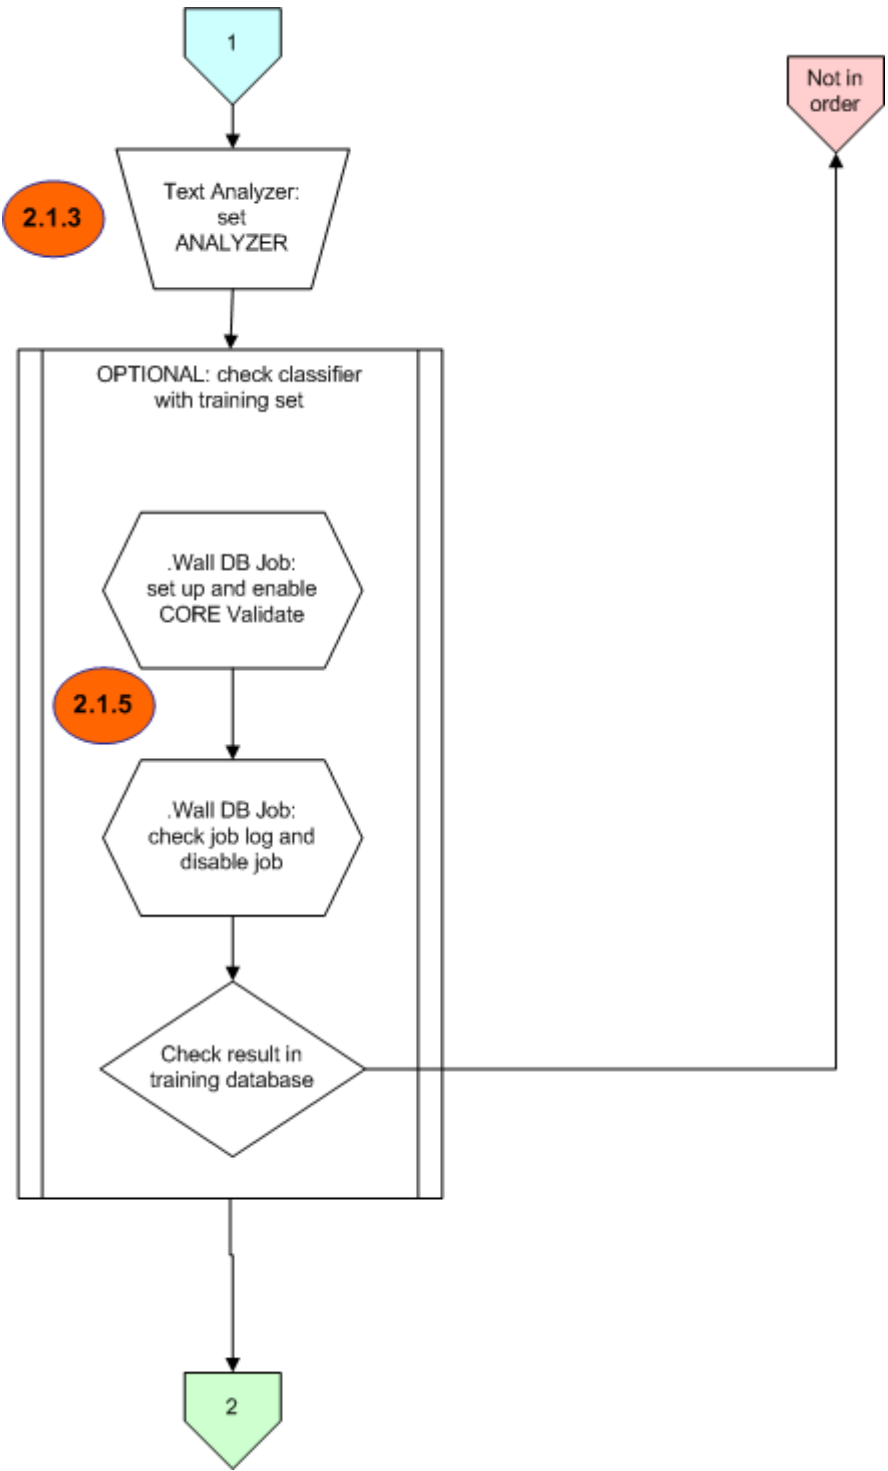 1
Not in
order
Text Analyzer:
set
ANALYZER
2.1.3
OPTIONAL: check classifier
with training set
.Wall DB Job:
set up and enable
CORE Validate
2.1.5
.Wall DB Job:
check job log and
disable job
Check result in
training database
2